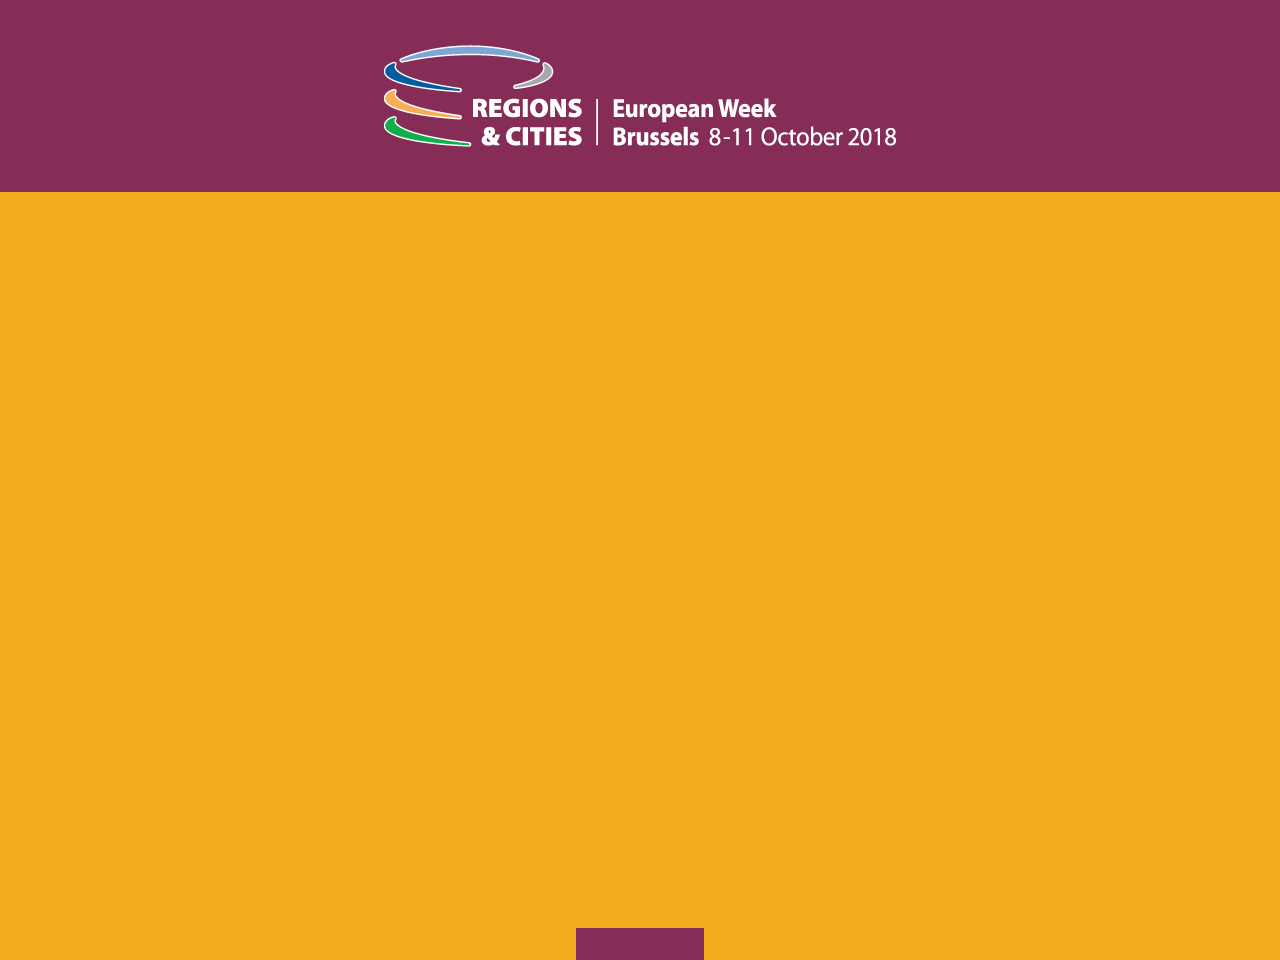 REGIONS European Week
& CITIES Brussels 8-11 October 2018